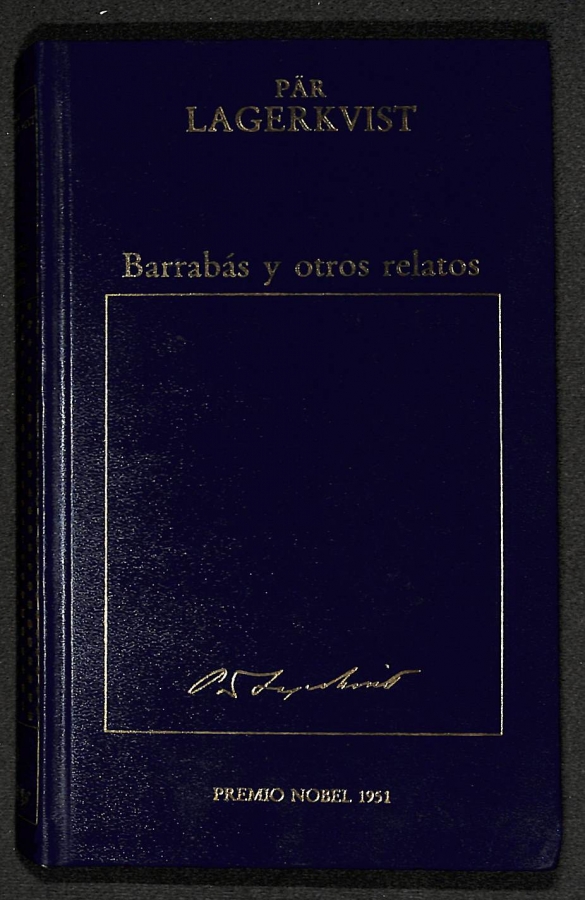 PÄR
LAGERKVIST
Barrabás y otros relatos
PREMIO NOBEL 1951